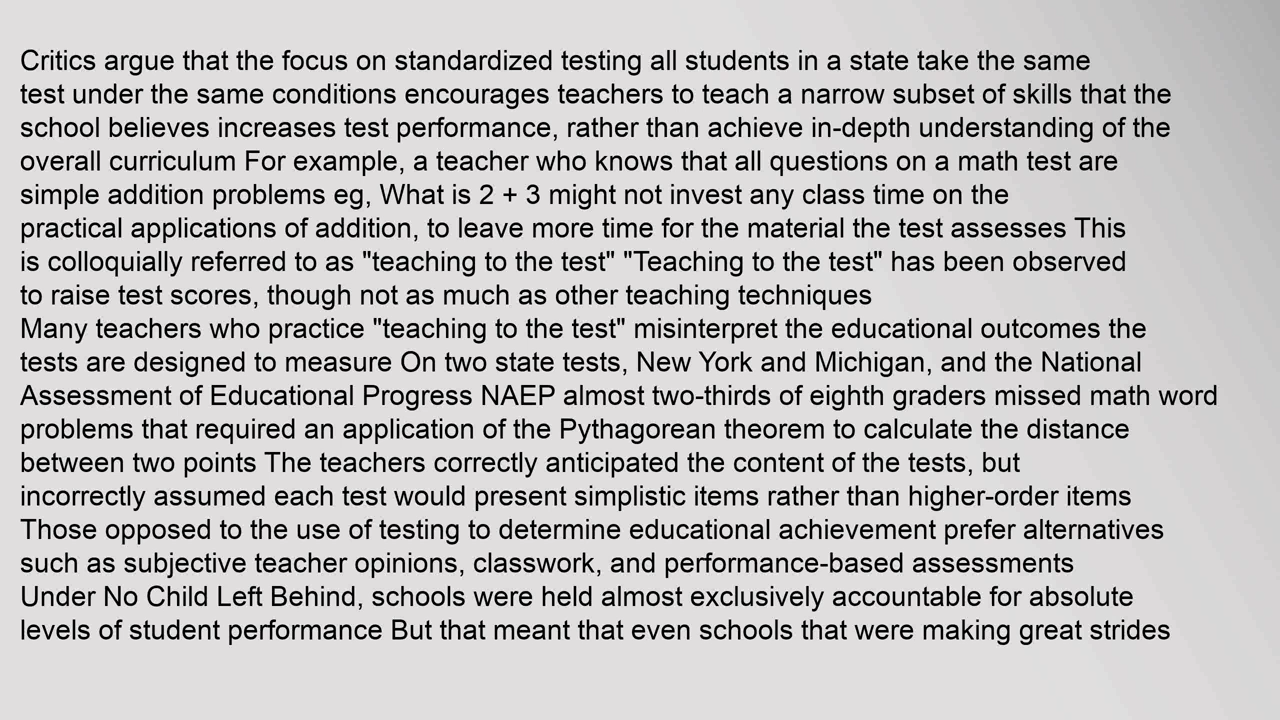 Critics argue that the focus on standardized testing all students in a state take the same
test under the same conditions encourages teachers to teach a narrow subset of skills that the
school believes increases test performance, rather than achieve in-depth understanding of the
overall curriculum For example, a teacher who knows that all questions on a math test are
simple addition problems eg, What is 2 + 3 might not invest any class time on the
practical applications of addition, to leave more time for the material the test assesses This
is colloquially referred to as "teaching to the test" "Teaching to the test" has been observed
to raise test scores, though not as much as other teaching techniques
Many teachers who practice "teaching to the test" misinterpret the educational outcomes the
tests are designed to measure On two state tests, New York and Michigan, and the National
Assessment of Educational Progress NAEP almost two-thirds of eighth graders missed math word
problems that required an application of the Pythagorean theorem to calculate the distance
between two points The teachers correctly anticipated the content of the tests, but
incorrectly assumed each test would present simplistic items rather than higher-order items
Those opposed to the use of testing to determine educational achievement prefer alternatives
such as subjective teacher opinions, classwork, and performance-based assessments
Under No Child Left Behind, schools were held almost exclusively accountable for absolute
levels of student performance But that meant that even schools that were making great strides